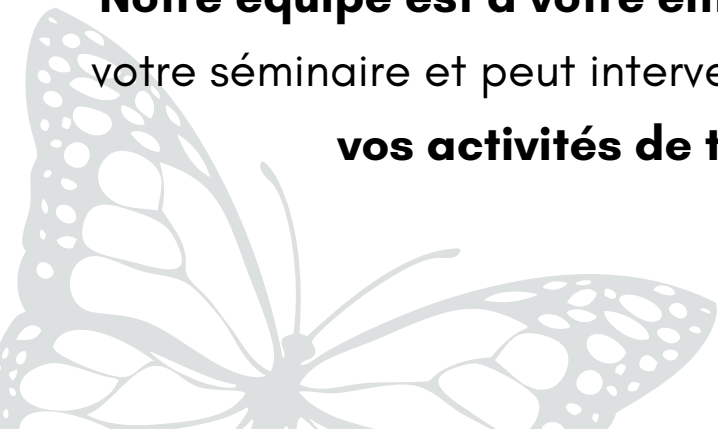 Notre équipe est à votre
votre séminaire et peut
vos activités de